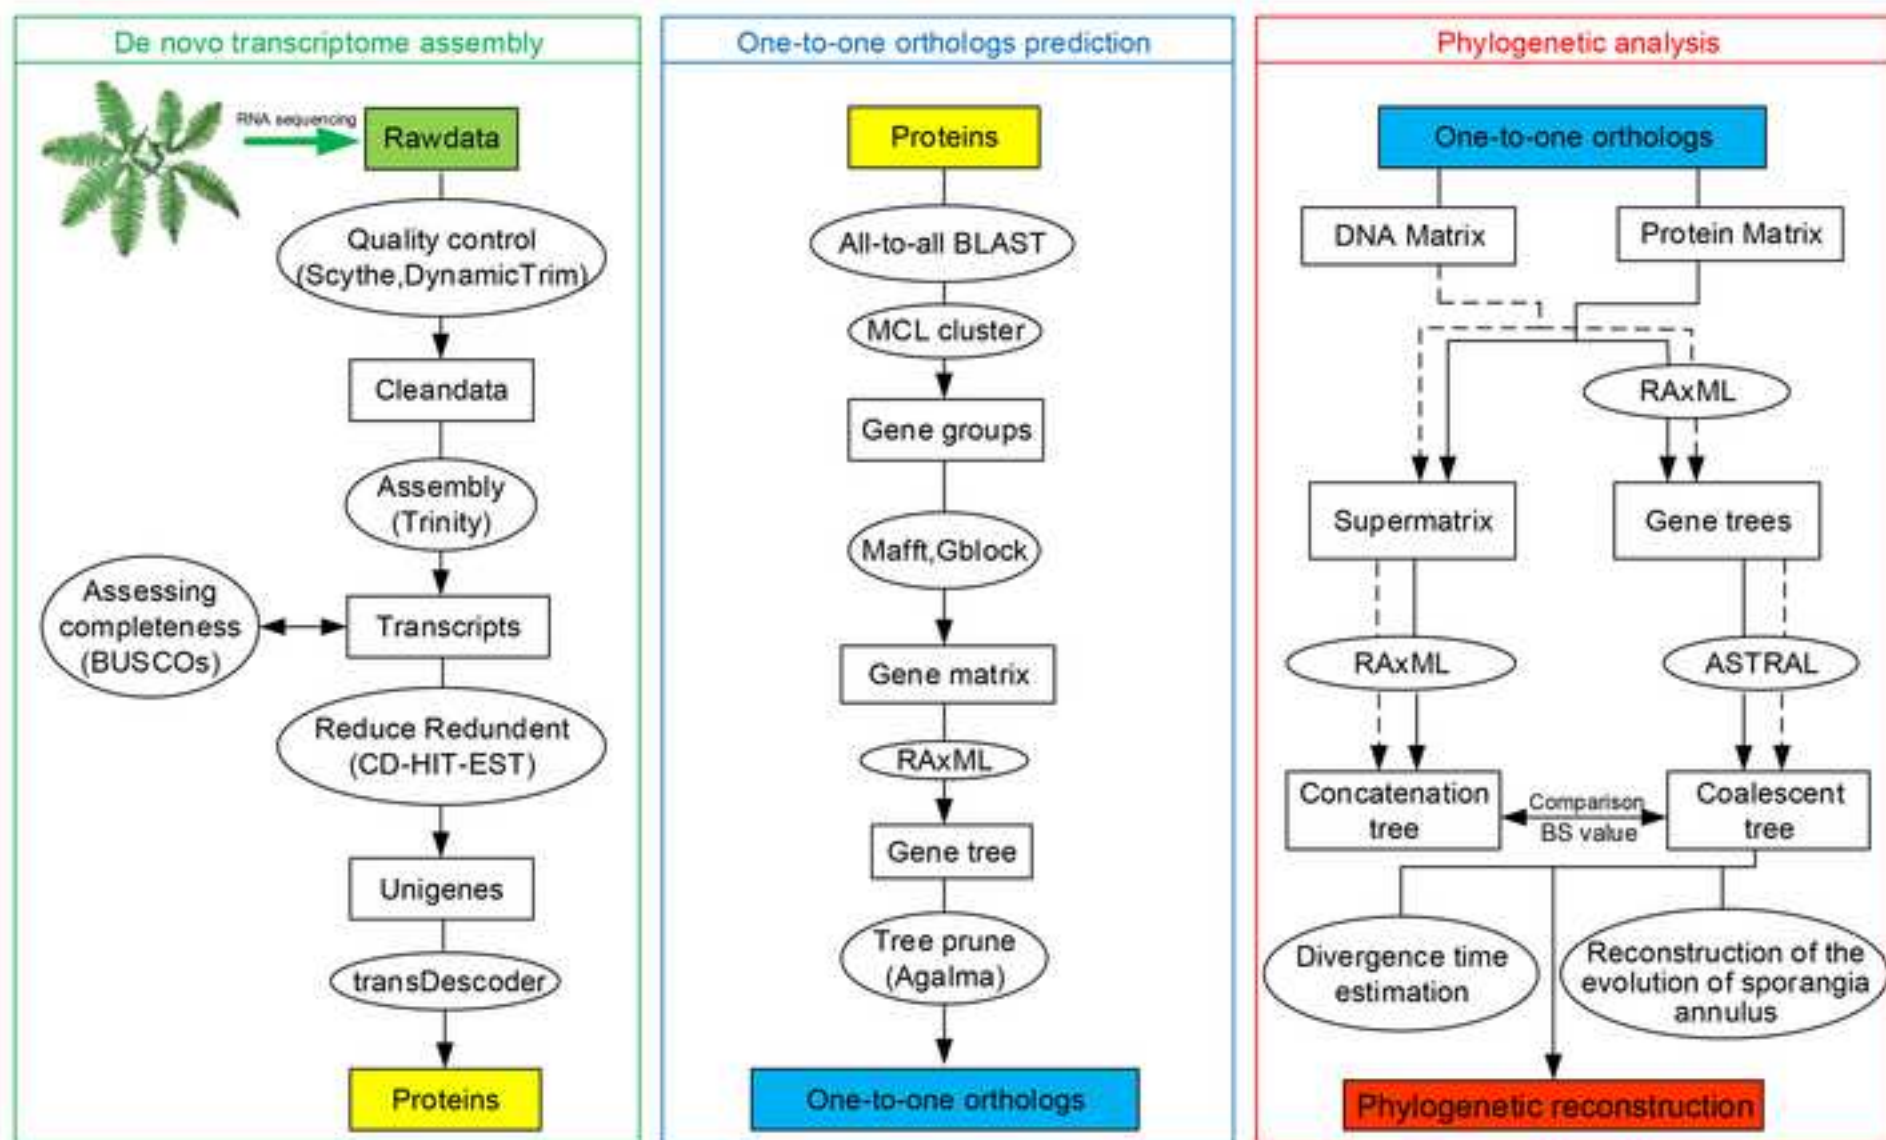 De novo transcriptome assembly
RNA sequencing
Rawdata
Quality control
(Scythe,DynamicTrim)
Cleandata
Assembly
(Trinity)
Assessing
completeness
(BUSCOs)
Transcripts
Reduce Redundent
(CD-HIT-EST)
Unigenes
transDescoder
Proteins
One-to-one orthologs prediction
Proteins
All-to-all BLAST
MCL cluster
Gene groups
Mafft,Gblock
Gene matrix
RAxML
Gene tree
Tree prune
(Agalma)
One-to-one orthologs
Phylogenetic analysis
One-to-one orthologs
DNA Matrix
Protein Matrix
RAxML
Supermatrix
Gene trees
RAxML
ASTRAL
Concatenation
tree
Comparison
BS value
Coalescent
tree
Divergence time
estimation
Reconstruction of the
evolution of sporangia
annulus
Phylogenetic reconstruction